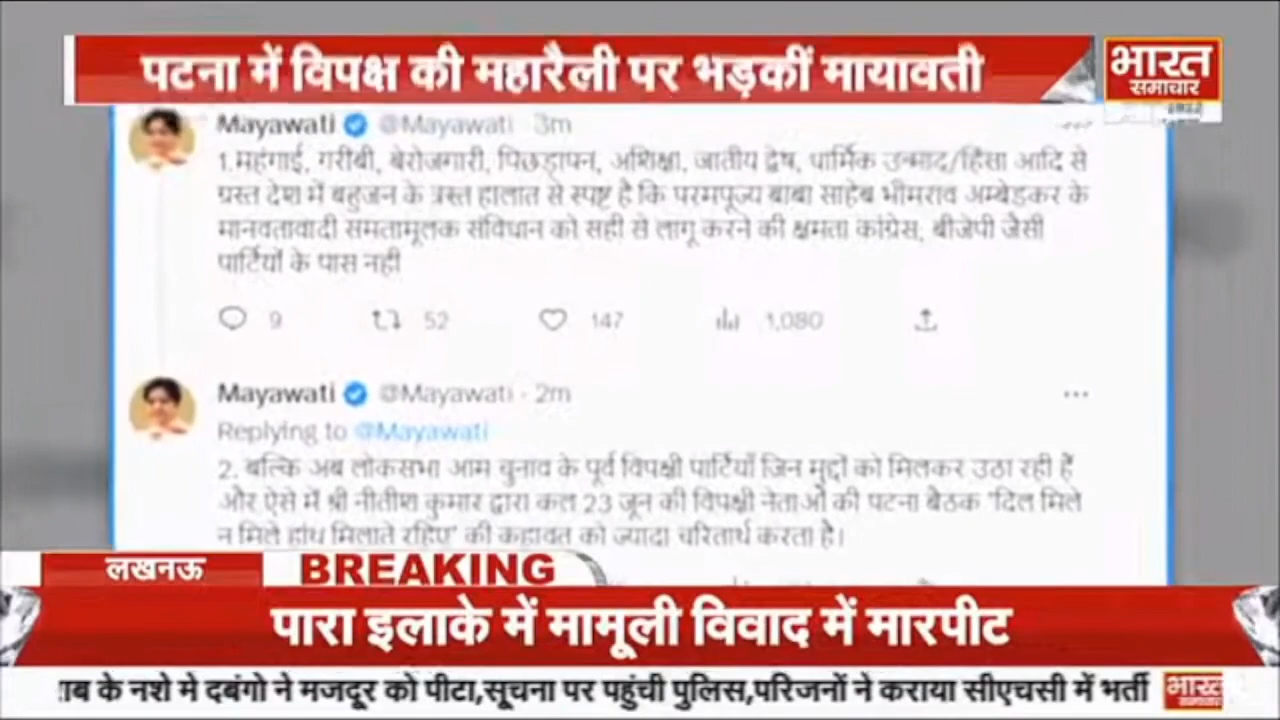 पटना में विपक्ष की महारैली पर भड़कीं मायावती
भारत
समाचार
Mayawati @Mayawati · 3m
1.महंगाई, गरीबी, बेरोजगारी, पिछड़ापन, अशिक्षा, जातीय द्वेष, धार्मिक उन्माद/हिंसा आदि से
ग्रस्त देश में बहुजन के त्रस्त हालात से स्पष्ट है कि परमपूज्य बाबा साहेब भीमराव अम्बेडकर के
मानवतावादी समतामूलक संविधान को सही से लागू करने की क्षमता कांग्रेस, बीजेपी जैसी
पार्टियों के पास नहीं
9 52 147 1,080
Mayawati @Mayawati · 2m
Replying to @Mayawati
2. बल्कि अब लोकसभा आम चुनाव के पूर्व विपक्षी पार्टियाँ जिन मुद्दों को मिलकर उठा रही हैं
और ऐसे में श्री नीतीश कुमार द्वारा कल 23 जून की विपक्षी नेताओं की पटना बैठक 'दिल मिले
न मिले हाथ मिलाते रहिए' की कहावत को ज्यादा चरितार्थ करता है।
लखनऊ
BREAKING
पारा इलाके में मामूली विवाद में मारपीट
के नशे मे दबंगो ने मजदूर को पीटा,सूचना पर पहुंची पुलिस,परिजनों ने कराया सीएचसी में भर्ती